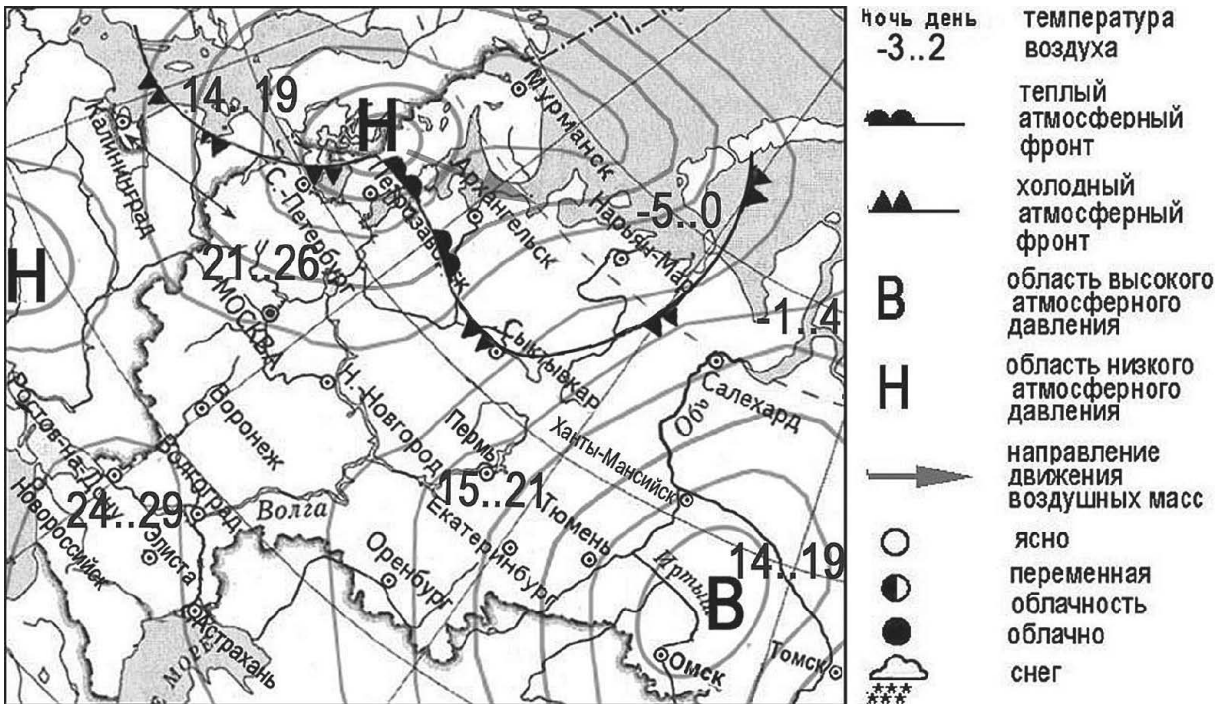 14..19
Н
Мурманск
Калининград
С.-Петербург
Петрозаводск
Архангельск
Нарьян-Мар
-5..0
Н
21..26
МОСКВА
-1..4
Сыктывкар
Салехард
Обь
Воронеж
Н.-Новгород
Пермь
Ханты-Мансийск
Ростов-на-Дону
Волгоград
24..29
Новороссийск
Элиста
Волга
15..21
Екатеринбург
Тюмень
Оренбург
Иртыш
14..19
В
Астрахань
МОРЕ
Омск
Томск
Ночь день
-3..2
температура
воздуха
теплый
атмосферный
фронт
холодный
атмосферный
фронт
В
область высокого
атмосферного
давления
Н
область низкого
атмосферного
давления
направление
движения
воздушных масс
ясно
переменная
облачность
облачно
снег